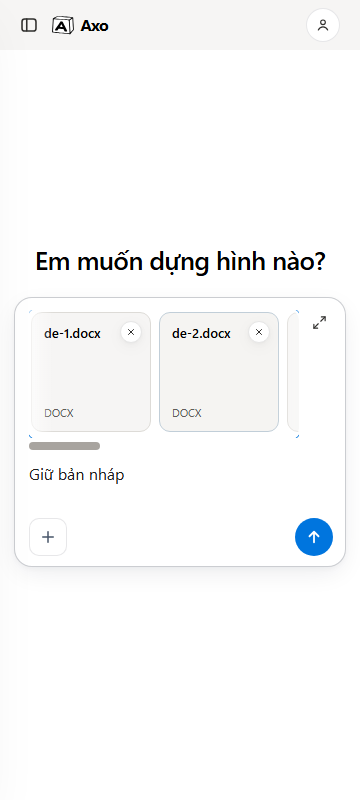 Axo
Em muốn dựng hình nào?
de-1.docx
de-2.docx
DOCX
DOCX
Giữ bản nháp